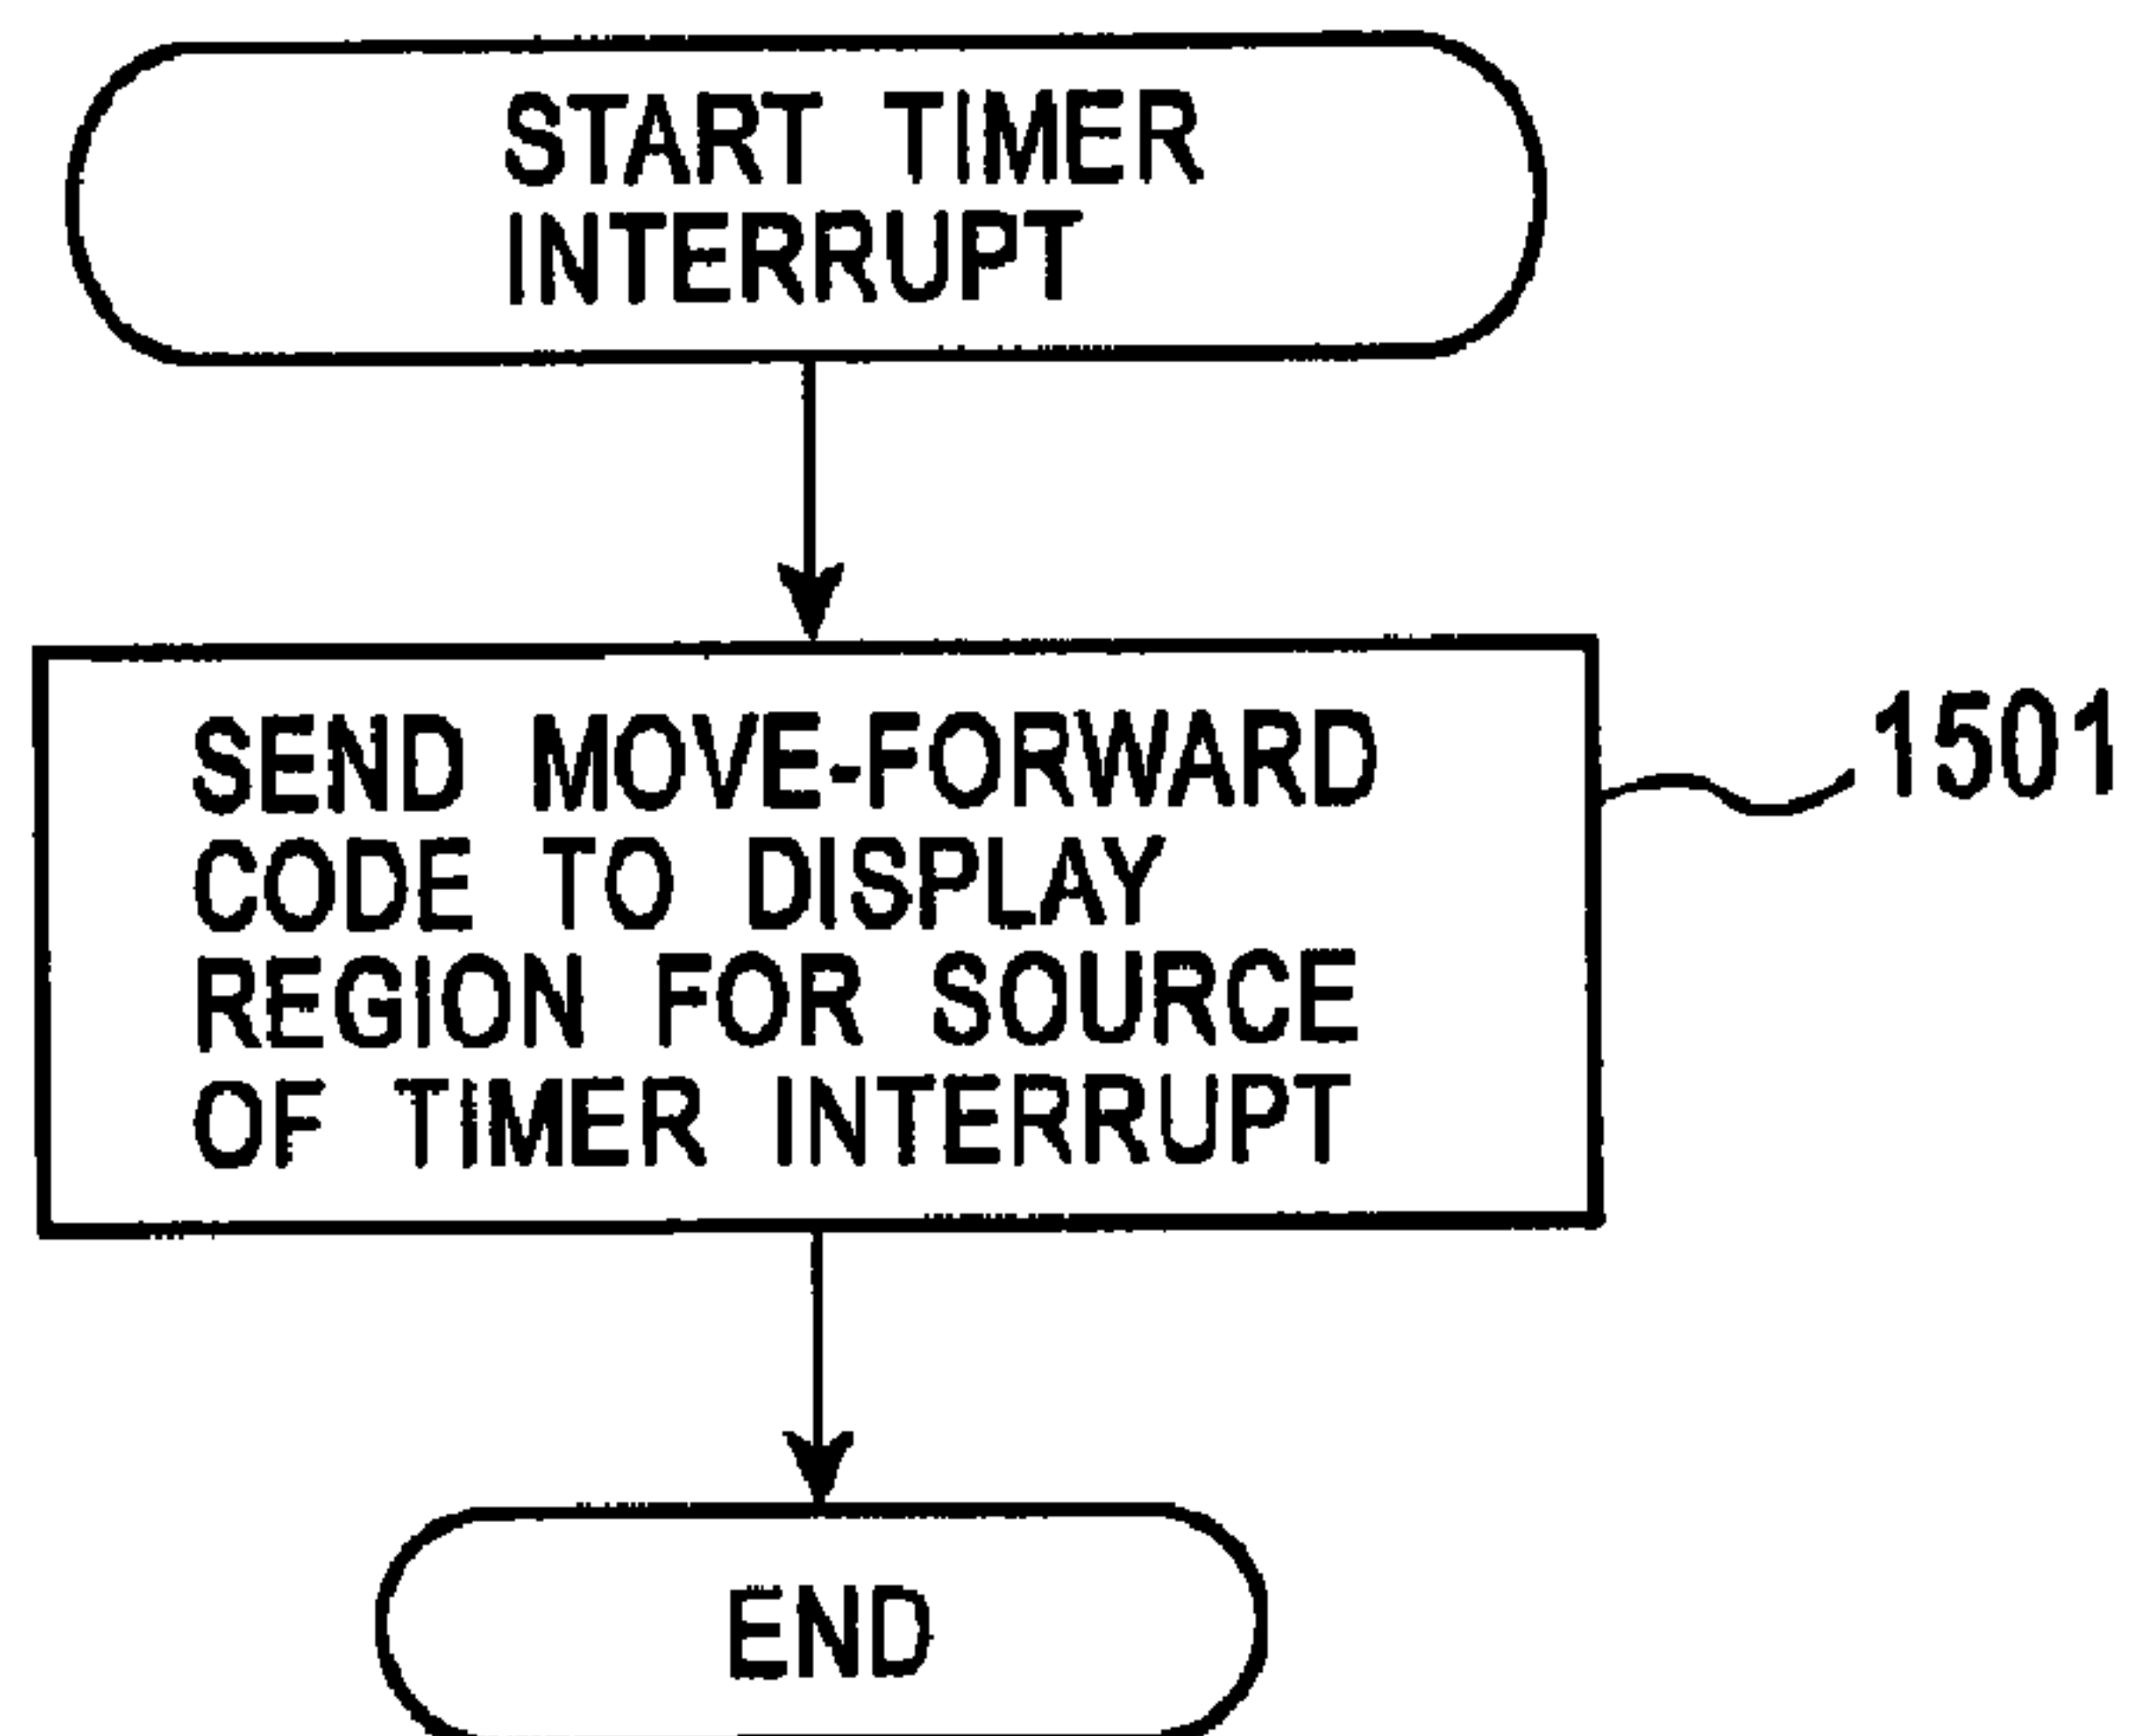 START TIMER
INTERRUPT
SEND MOVE-FORWARD
CODE TO DISPLAY
REGION FOR SOURCE
OF TIMER INTERRUPT
1501
END